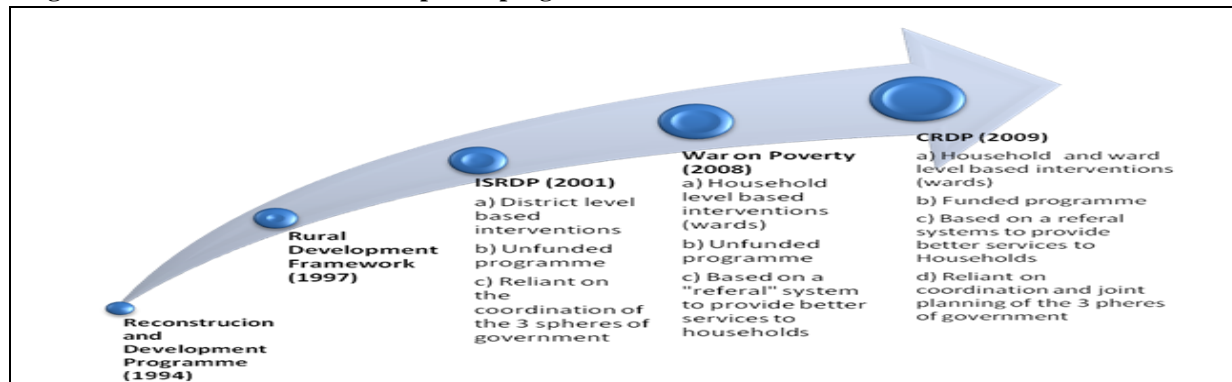 Reconstrucion
and
Development
Programme
(1994)
Rural
Development
Framework
(1997)
ISRDP (2001)
a) District level
based
interventions
b) Unfunded
programme
c) Reliant on
the
coordination of
the 3 spheres of
government
War on Poverty
(2008)
a) Household
level based
interventions
(wards)
b) Unfunded
programme
c) Based on a
"referal" system
to provide better
services to
households
CRDP (2009)
a) Household and ward
level based interventions
(wards)
b) Funded programme
c) Based on a referal
systems to provide
better services to
Households
d) Reliant on
coordination and joint
planning of the 3 pheres
of government